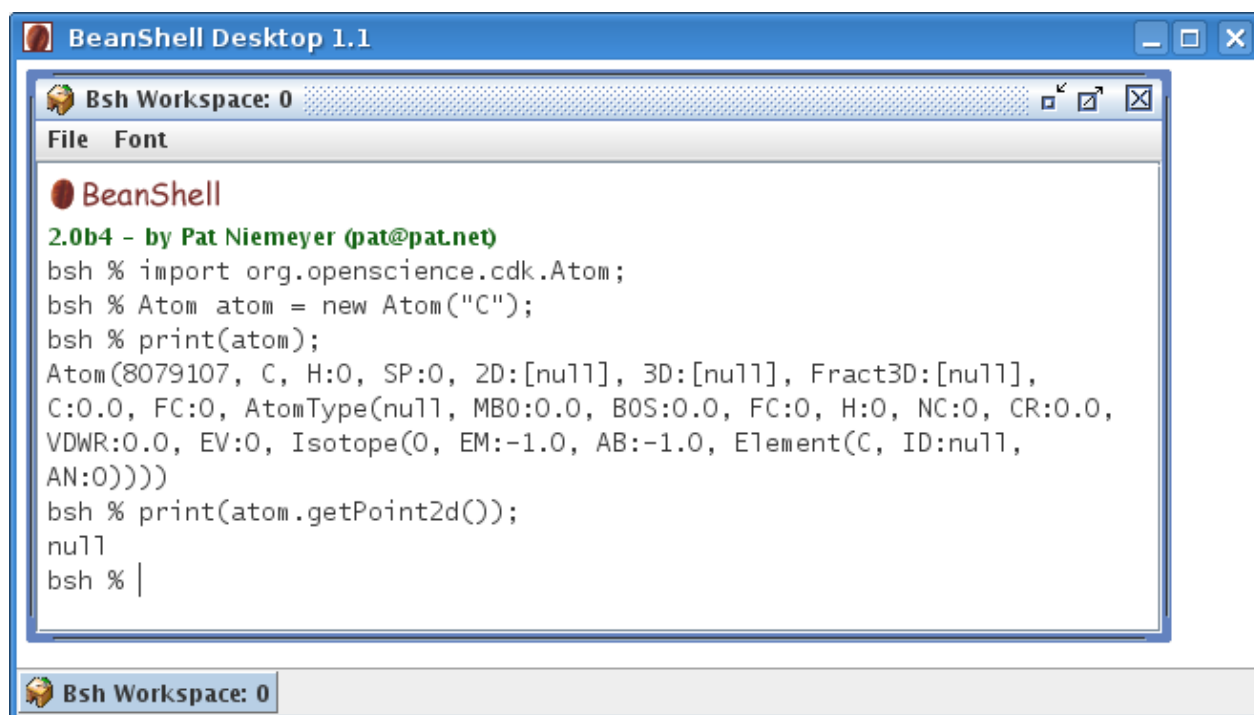 BeanShell Desktop 1.1
Bsh Workspace: 0
File Font
BeanShell
2.0b4 – by Pat Niemeyer (pat@pat.net)
bsh % import org.openscience.cdk.Atom;
bsh % Atom atom = new Atom("C");
bsh % print(atom);
Atom(8079107, C, H:0, SP:0, 2D:[null], 3D:[null], Fract3D:[null],
C:0.0, FC:0, AtomType(null, MBO:0.0, BOS:0.0, FC:0, H:0, NC:0, CR:0.0,
VDWR:0.0, EV:0, Isotope(0, EM:-1.0, AB:-1.0, Element(C, ID:null,
AN:0))))
bsh % print(atom.getPoint2d());
null
bsh %
Bsh Workspace: 0